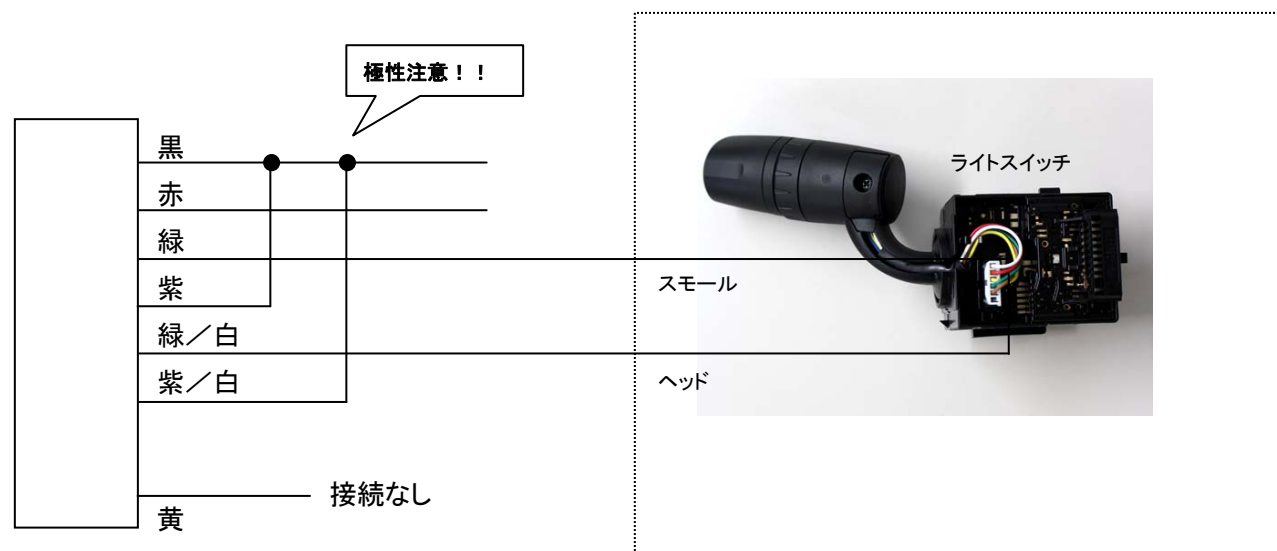 極性注意！！
黒
赤
緑
紫
緑／白
紫／白
接続なし
黄
ライトスイッチ
スモール
ヘッド